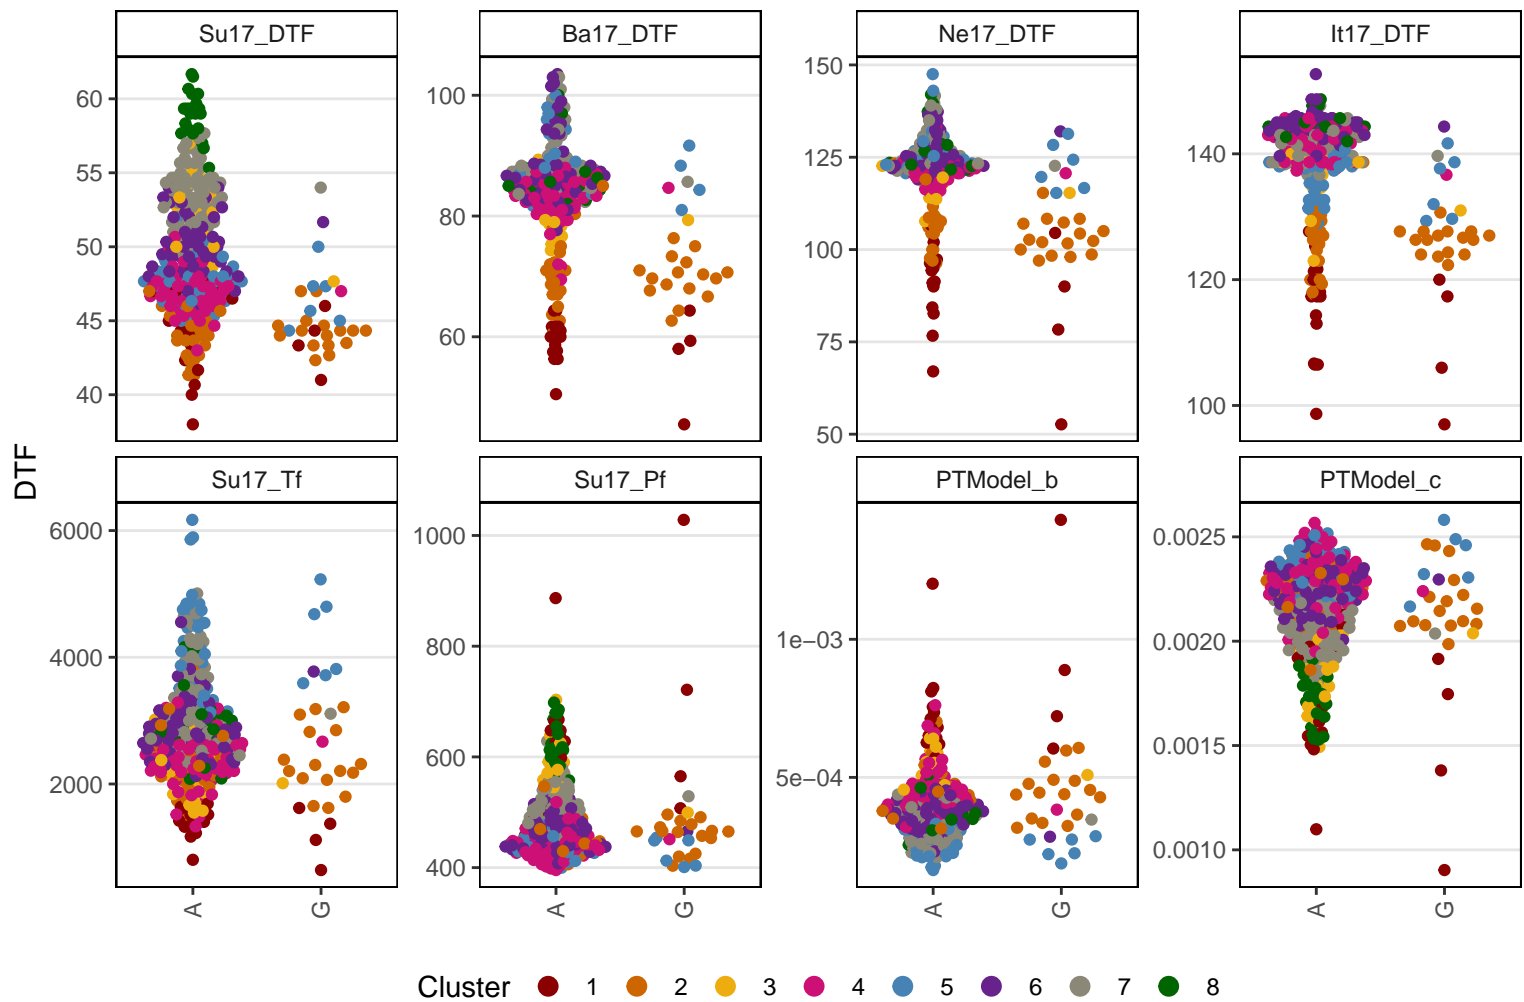 Su17_DTF
Ba17_DTF
Ne17_DTF
It17_DTF
60
55
50
45
40
100
80
60
150
125
100
75
50
140
120
100
DTF
Su17_Tf
Su17_Pf
PTModel_b
PTModel_c
6000
4000
2000
1000
800
600
400
1e−03
5e−04
0.0025
0.0020
0.0015
0.0010
A
G
A
G
A
G
A
G
Cluster 1 2 3 4 5 6 7 8